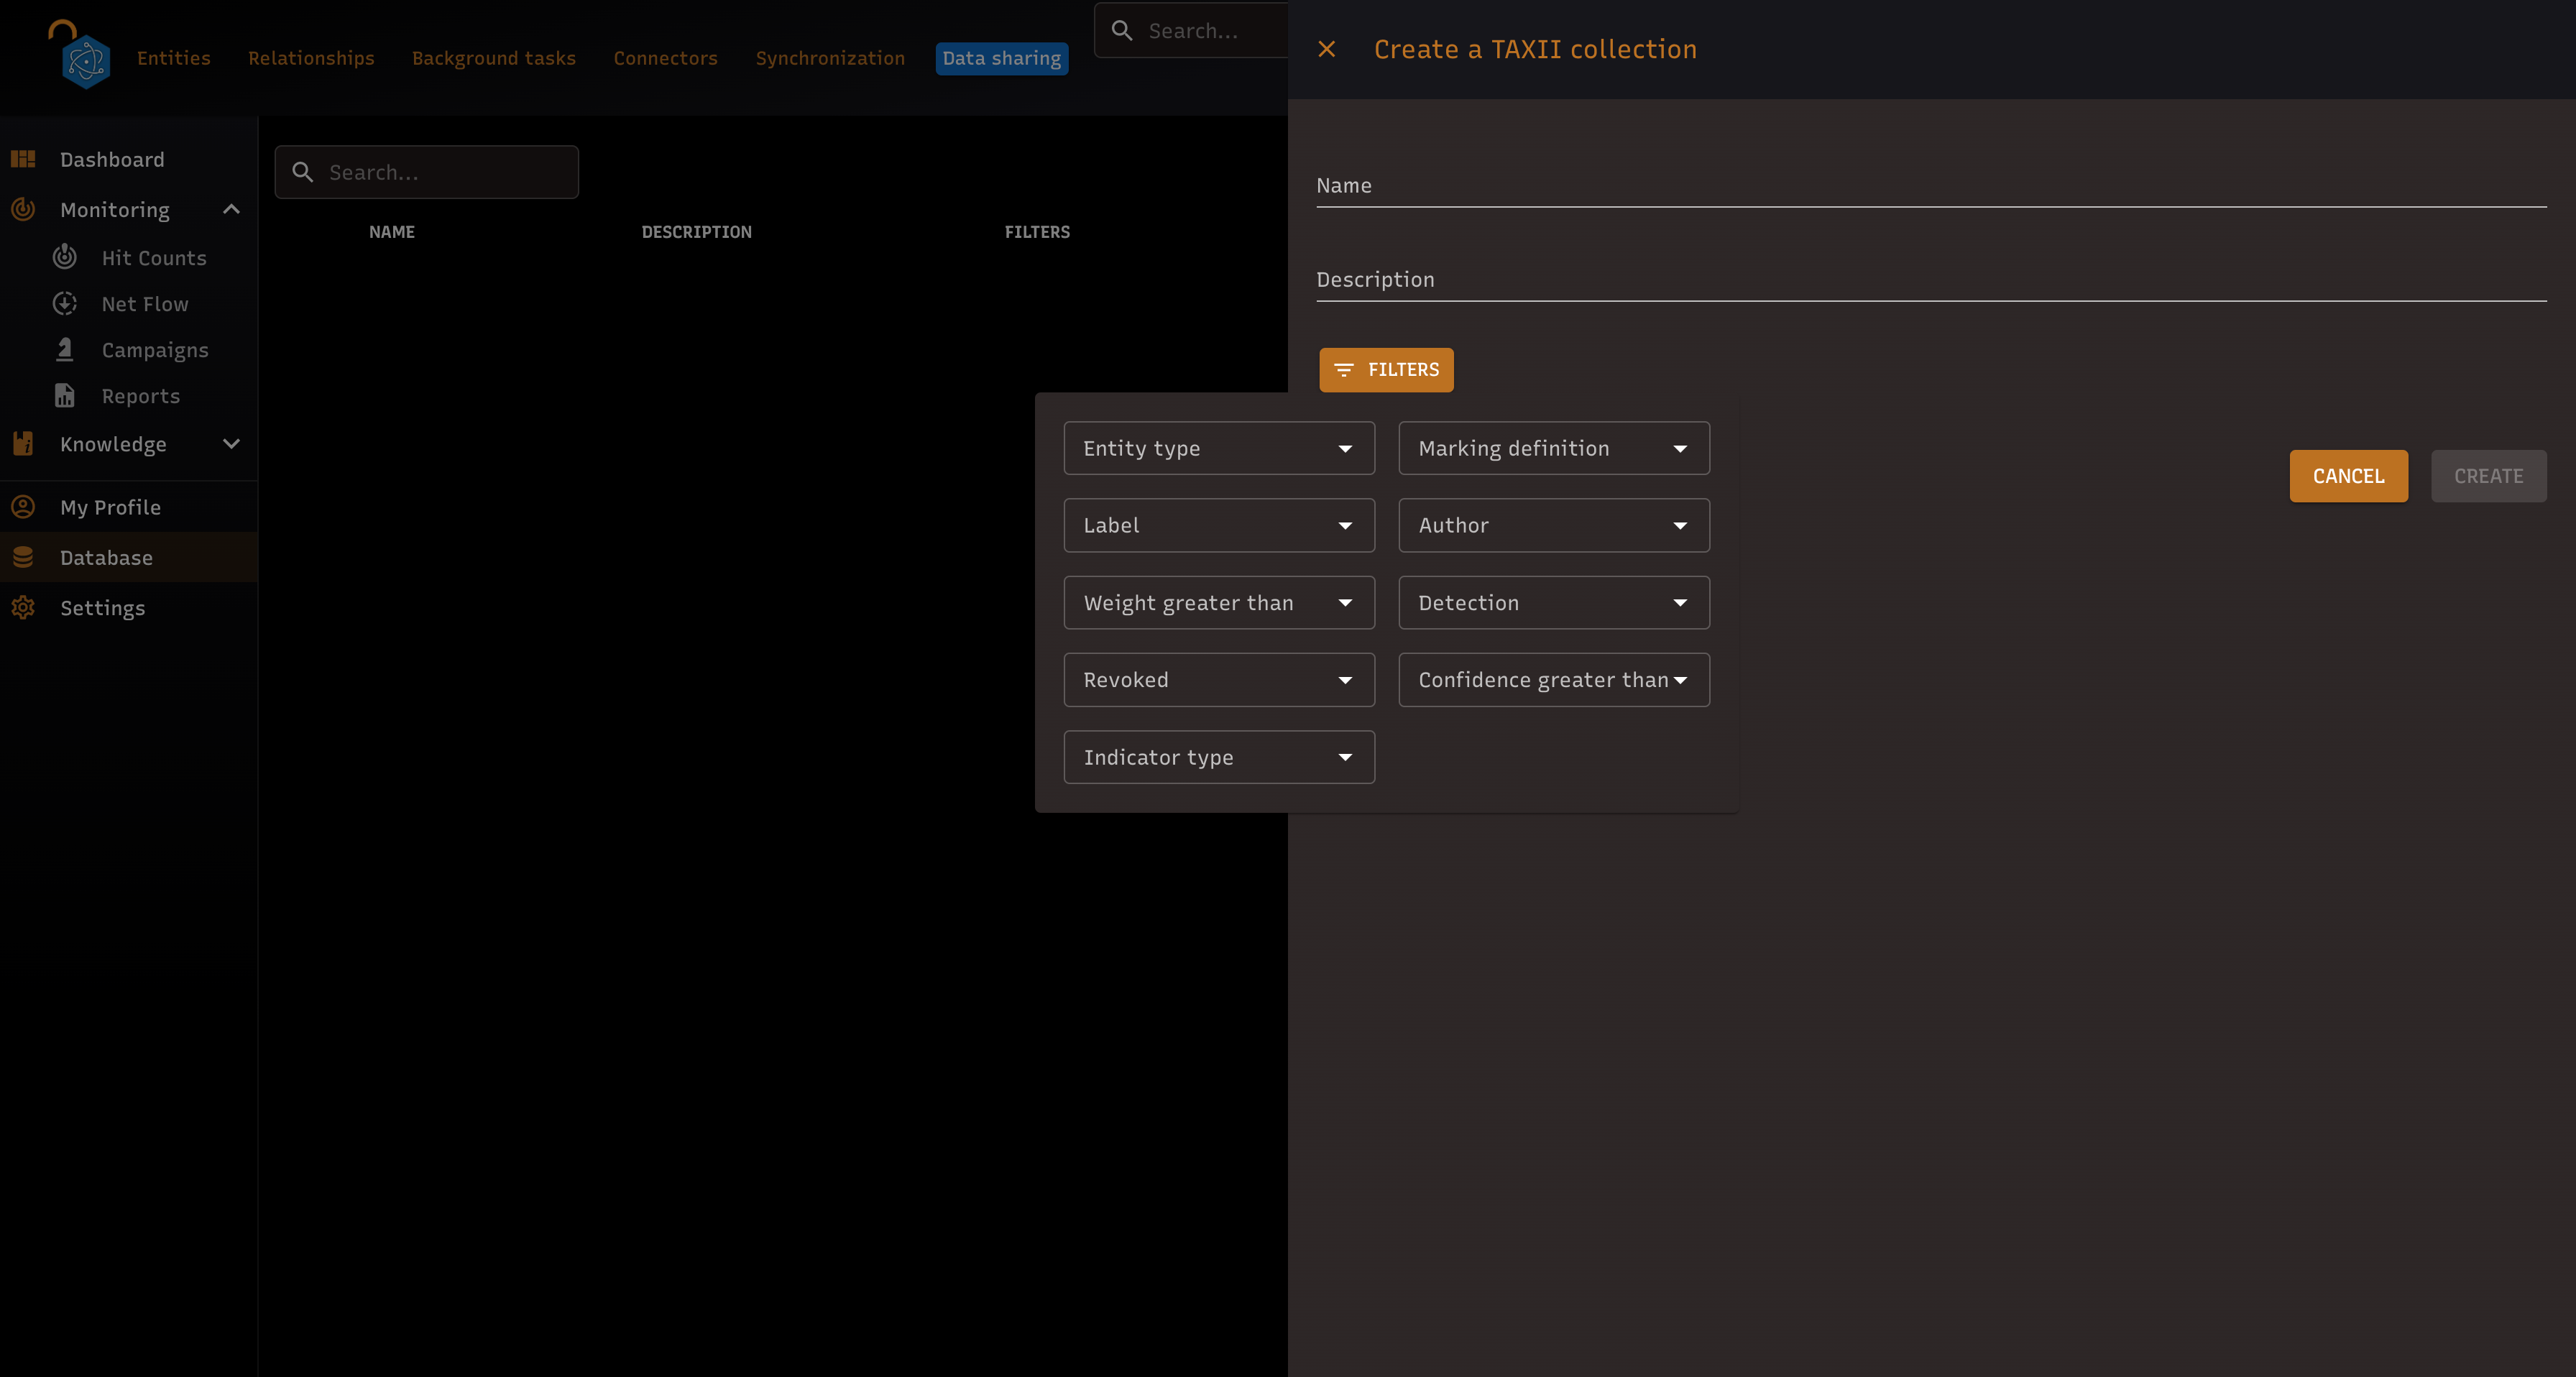 Entities Relationships Background tasks Connectors Synchronization Data sharing
Search...
Create a TAXII collection
Dashboard
Monitoring
Hit Counts
Net Flow
Campaigns
Reports
Knowledge
My Profile
Database
Settings
Search...
NAME DESCRIPTION FILTERS
Name
Description
FILTERS
Entity type Marking definition
Label Author
Weight greater than Detection
Revoked Confidence greater than
Indicator type
CANCEL CREATE